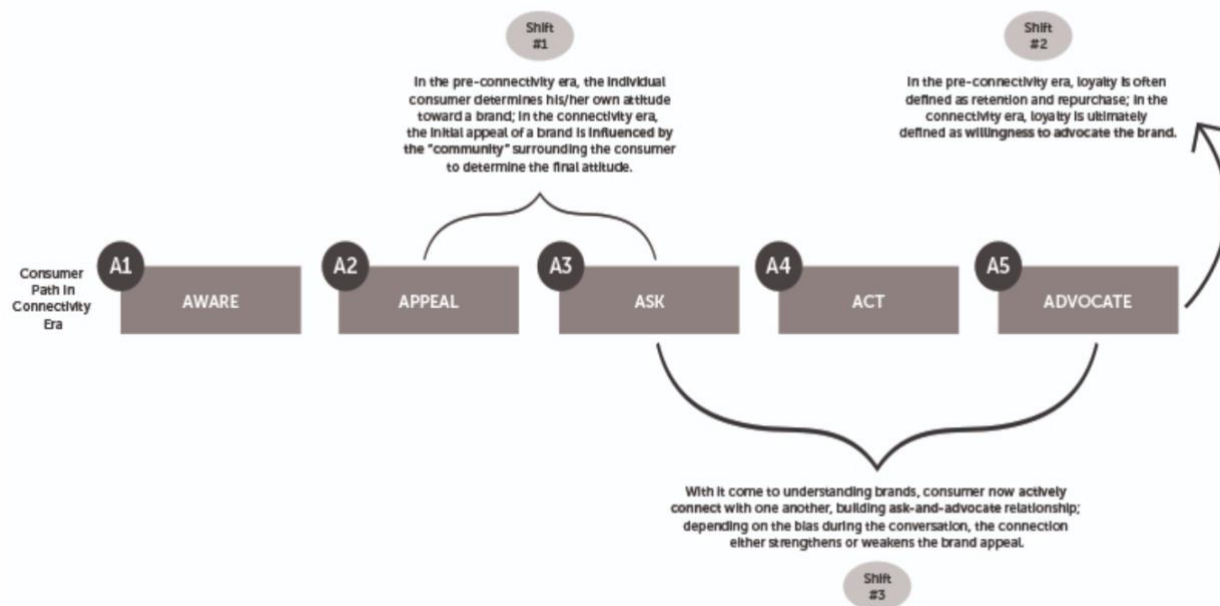 Shift
#1
In the pre-connectivity era, the individual
consumer determines his/her own attitude
toward a brand; in the connectivity era,
the initial appeal of a brand is influenced by
the "community" surrounding the consumer
to determine the final attitude.
Shift
#2
In the pre-connectivity era, loyalty is often
defined as retention and repurchase; in the
connectivity era, loyalty is ultimately
defined as willingness to advocate the brand.
Consumer
Path in
Connectivity
Era
A1
AWARE
A2
APPEAL
A3
ASK
A4
ACT
A5
ADVOCATE
With it come to understanding brands, consumer now actively
connect with one another, building ask-and-advocate relationship;
depending on the bias during the conversation, the connection
either strengthens or weakens the brand appeal.
Shift
#3